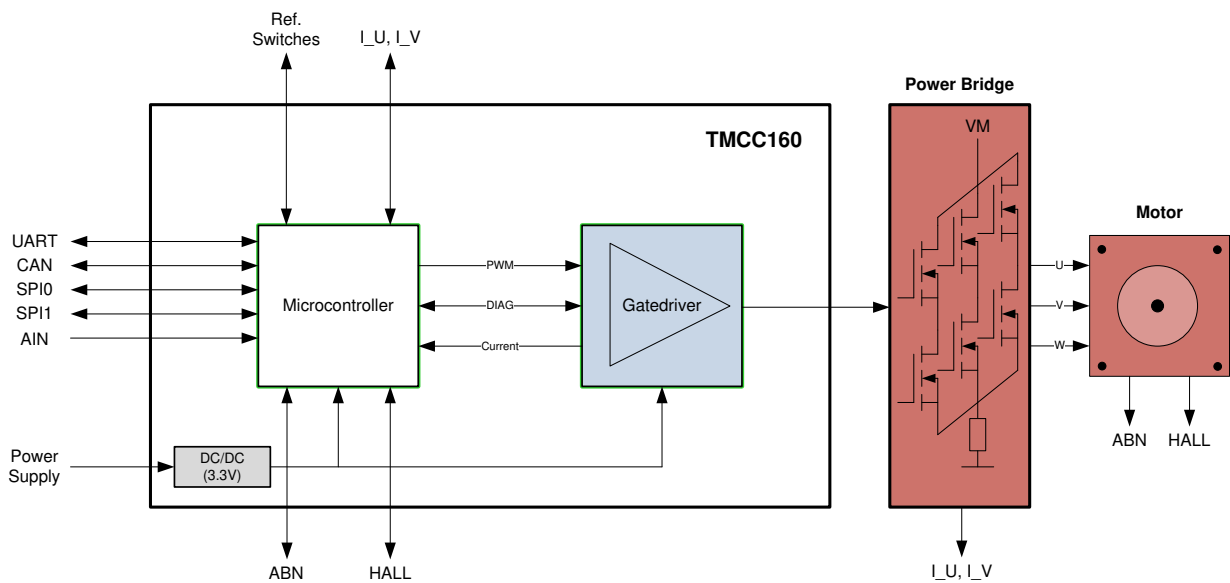 Ref.
Switches
I_U, I_V
Power Bridge
TMCC160
VM
Motor
UART
CAN
SPI0
SPI1
AIN
Microcontroller
PWM
DIAG
Current
Gatedriver
U
V
W
ABN
HALL
Power
Supply
DC/DC
(3.3V)
ABN
HALL
I_U, I_V